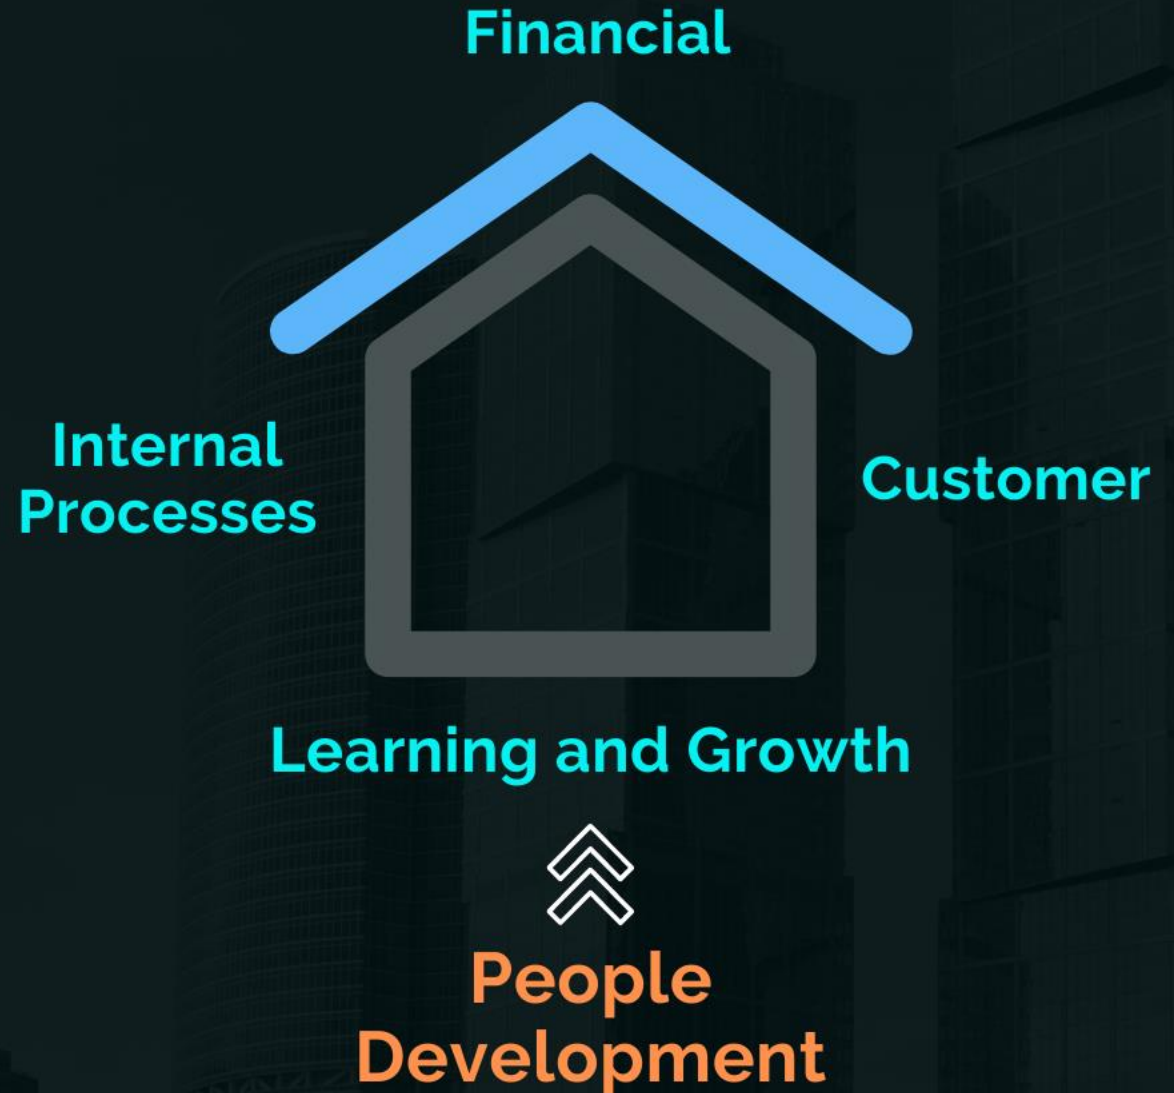 Financial
Internal
Processes
Customer
Learning and Growth
People
Development